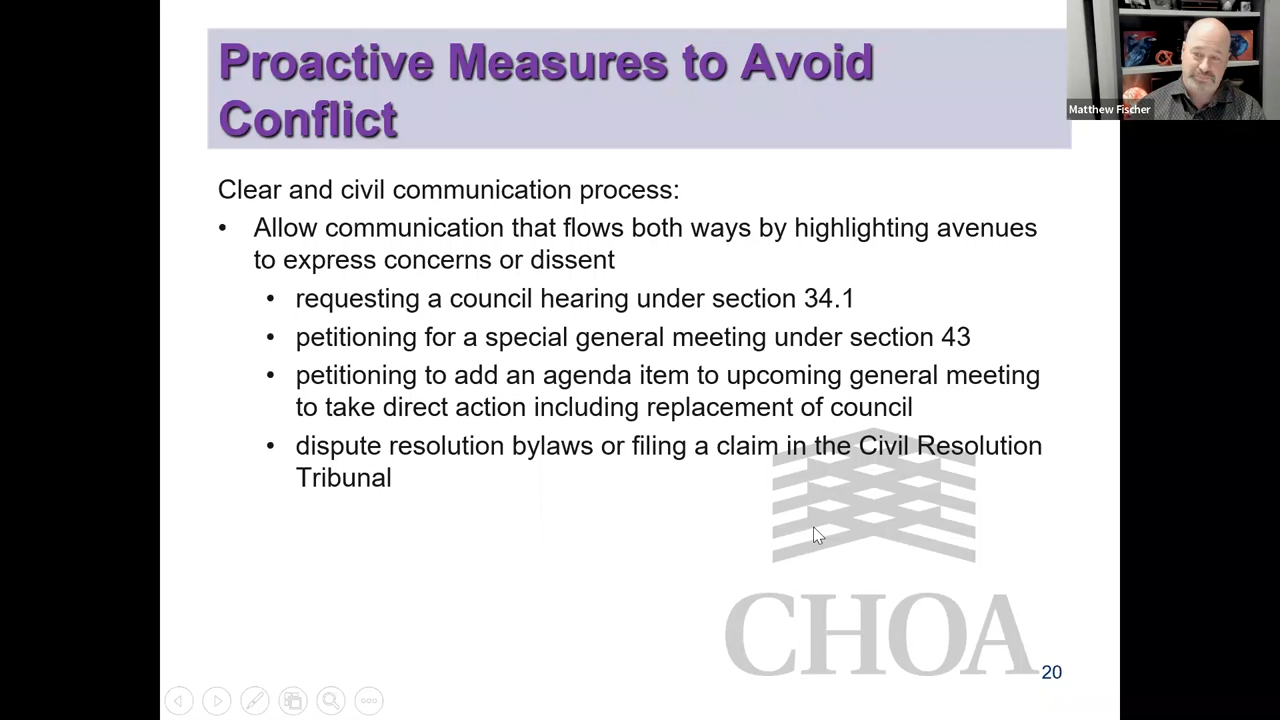 Proactive Measures to Avoid
Conflict
Matthew Fischer
Clear and civil communication process:
• Allow communication that flows both ways by highlighting avenues
to express concerns or dissent
• requesting a council hearing under section 34.1
• petitioning for a special general meeting under section 43
• petitioning to add an agenda item to upcoming general meeting
to take direct action including replacement of council
• dispute resolution bylaws or filing a claim in the Civil Resolution
Tribunal
CHOA
20